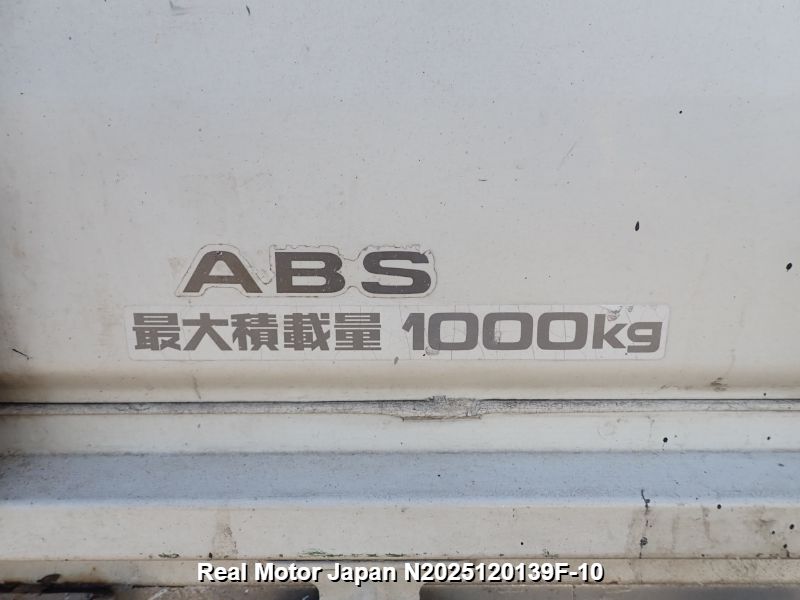 ABS
最大積載量 1000kg
Real Motor Japan N2025120139F-10